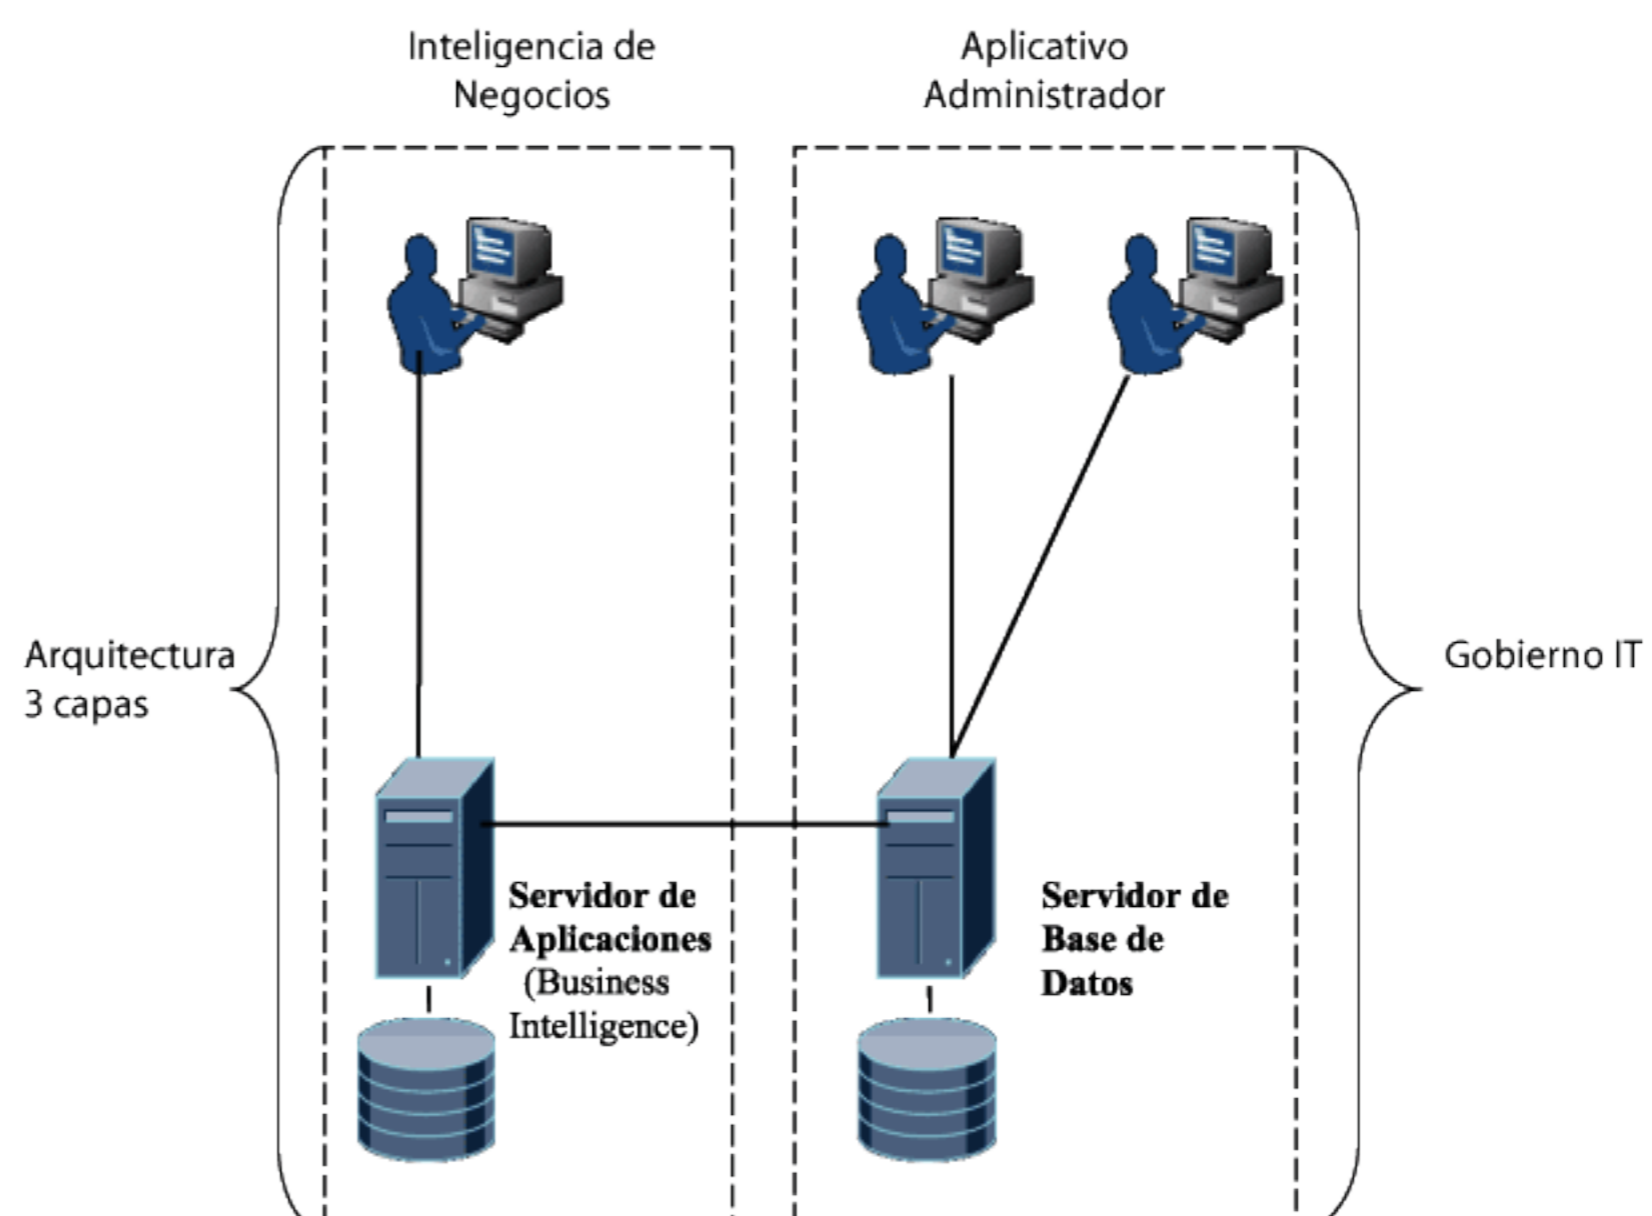 Inteligencia de
Negocios
Aplicativo
Administrador
Arquitectura
3 capas
Gobierno IT
Servidor de
Aplicaciones
(Business
Intelligence)
Servidor de
Base de
Datos